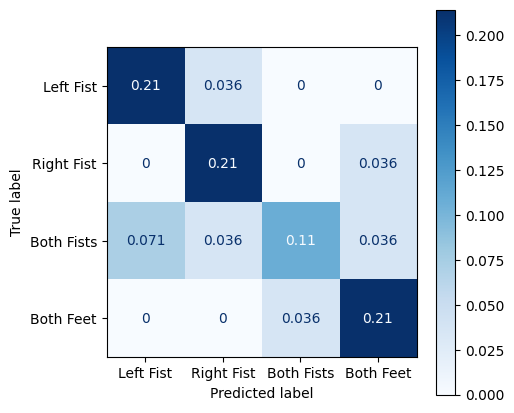 Left Fist 0.21 0.036 0 0
Right Fist 0 0.21 0 0.036
Both Fists 0.071 0.036 0.11 0.036
Both Feet 0 0 0.036 0.21
Left Fist Right Fist Both Fists Both Feet
Predicted label
True label
0.200
0.175
0.150
0.125
0.100
0.075
0.050
0.025
0.000